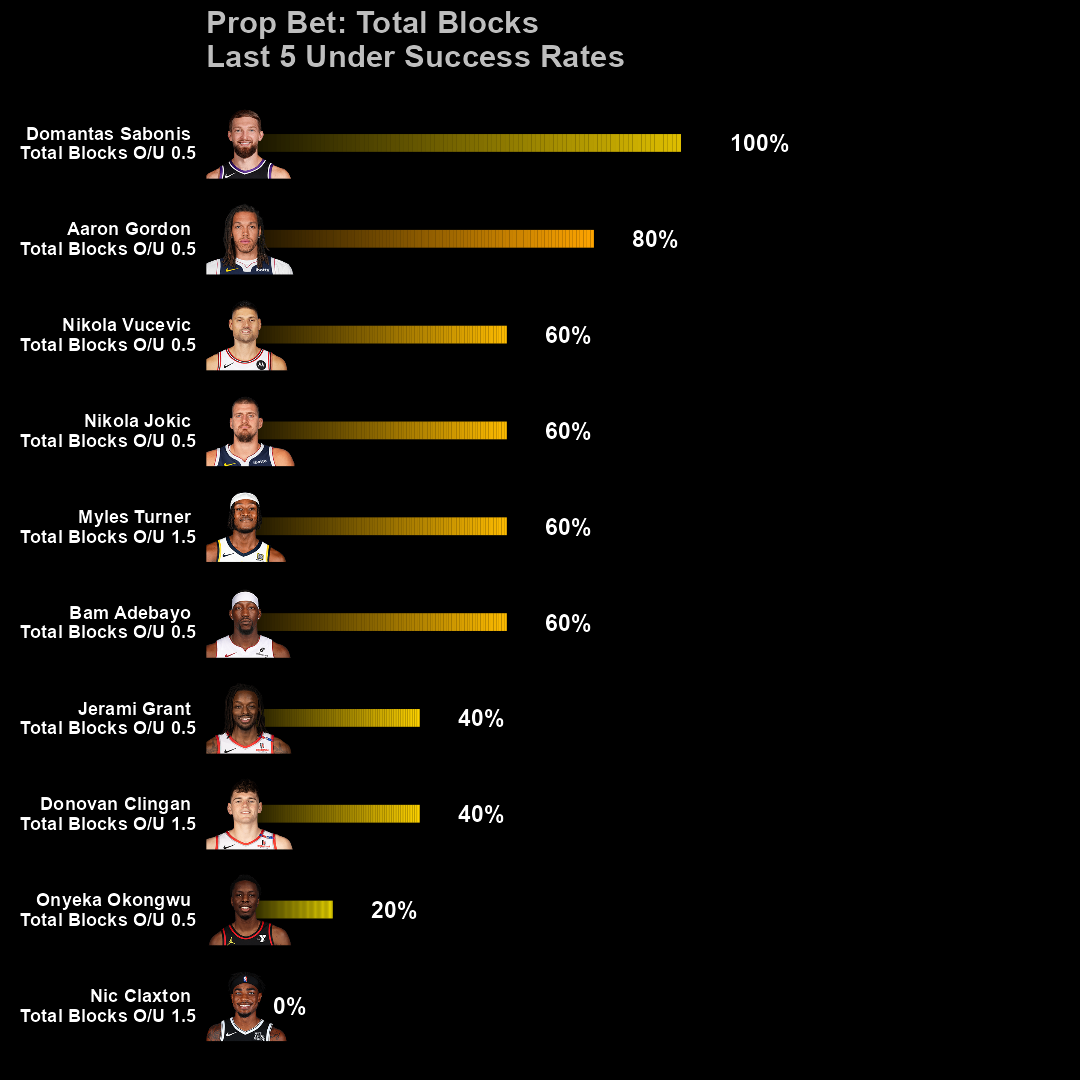 Prop Bet: Total Blocks
Last 5 Under Success Rates
Domantas Sabonis
Total Blocks O/U 0.5
100%
Aaron Gordon
Total Blocks O/U 0.5
80%
Nikola Vucevic
Total Blocks O/U 0.5
60%
Nikola Jokic
Total Blocks O/U 0.5
60%
Myles Turner
Total Blocks O/U 1.5
60%
Bam Adebayo
Total Blocks O/U 0.5
60%
Jerami Grant
Total Blocks O/U 0.5
40%
Donovan Clingan
Total Blocks O/U 1.5
40%
Onyeka Okongwu
Total Blocks O/U 0.5
20%
Nic Claxton
Total Blocks O/U 1.5
0%